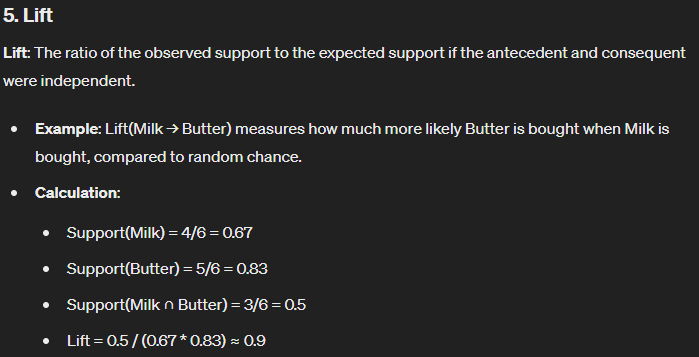 5. Lift
Lift: The ratio of the observed support to the expected support if the antecedent and consequent
were independent.
• Example: Lift(Milk → Butter) measures how much more likely Butter is bought when Milk is
bought, compared to random chance.
• Calculation:
• Support(Milk) = 4/6 = 0.67
• Support(Butter) = 5/6 = 0.83
• Support(Milk ∩ Butter) = 3/6 = 0.5
• Lift = 0.5 / (0.67 * 0.83) ≈ 0.9